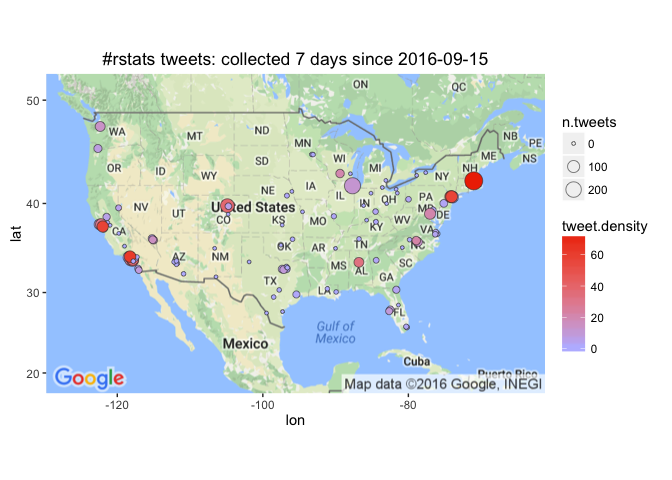 #rstats tweets: collected 7 days since 2016-09-15
ON
QC
50
WA
MT
ND
MN
NB
PE
ME
NS
OR
ID
SD
WI
MI
NY
NH
WY
IA
NE
PA
40
NV
UT
United States
CO
IL
IN
OH
DE
KS
MO
WV
KY
VA
CA
OK
TN
NC
AZ
NM
AR
SC
MS
AL
GA
TX
LA
30
FL
Gulf of
Mexico
Mexico
Cuba
Puerto Rico
20
Google
Map data ©2016 Google, INEGI
-120
-100
-80
lon
lat
n.tweets
0
100
200
tweet.density
60
40
20
0